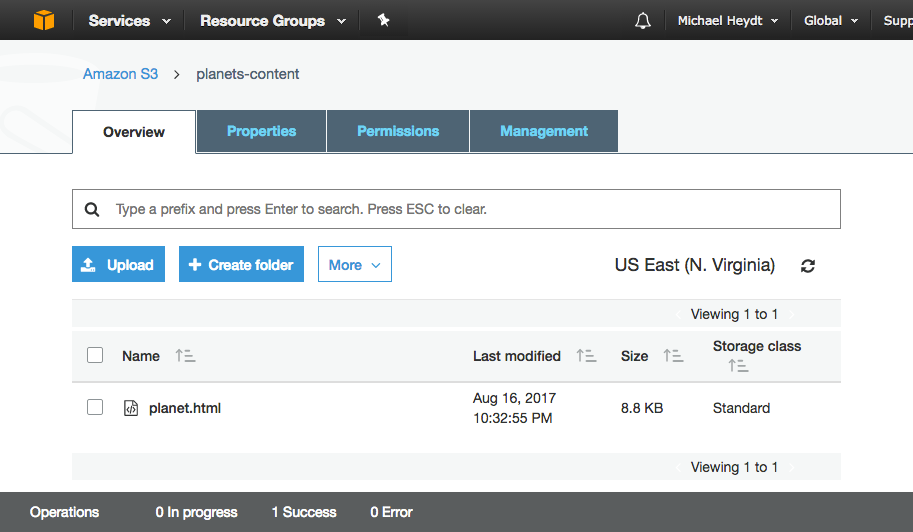 Services Resource Groups Michael Heydt Global Supp
Amazon S3 > planets-content
Overview Properties Permissions Management
Type a prefix and press Enter to search. Press ESC to clear.
Upload + Create folder More US East (N. Virginia)
Viewing 1 to 1
Name Last modified Size Storage class
planet.html Aug 16, 2017 8.8 KB Standard
10:32:55 PM
Viewing 1 to 1
Operations 0 In progress 1 Success 0 Error